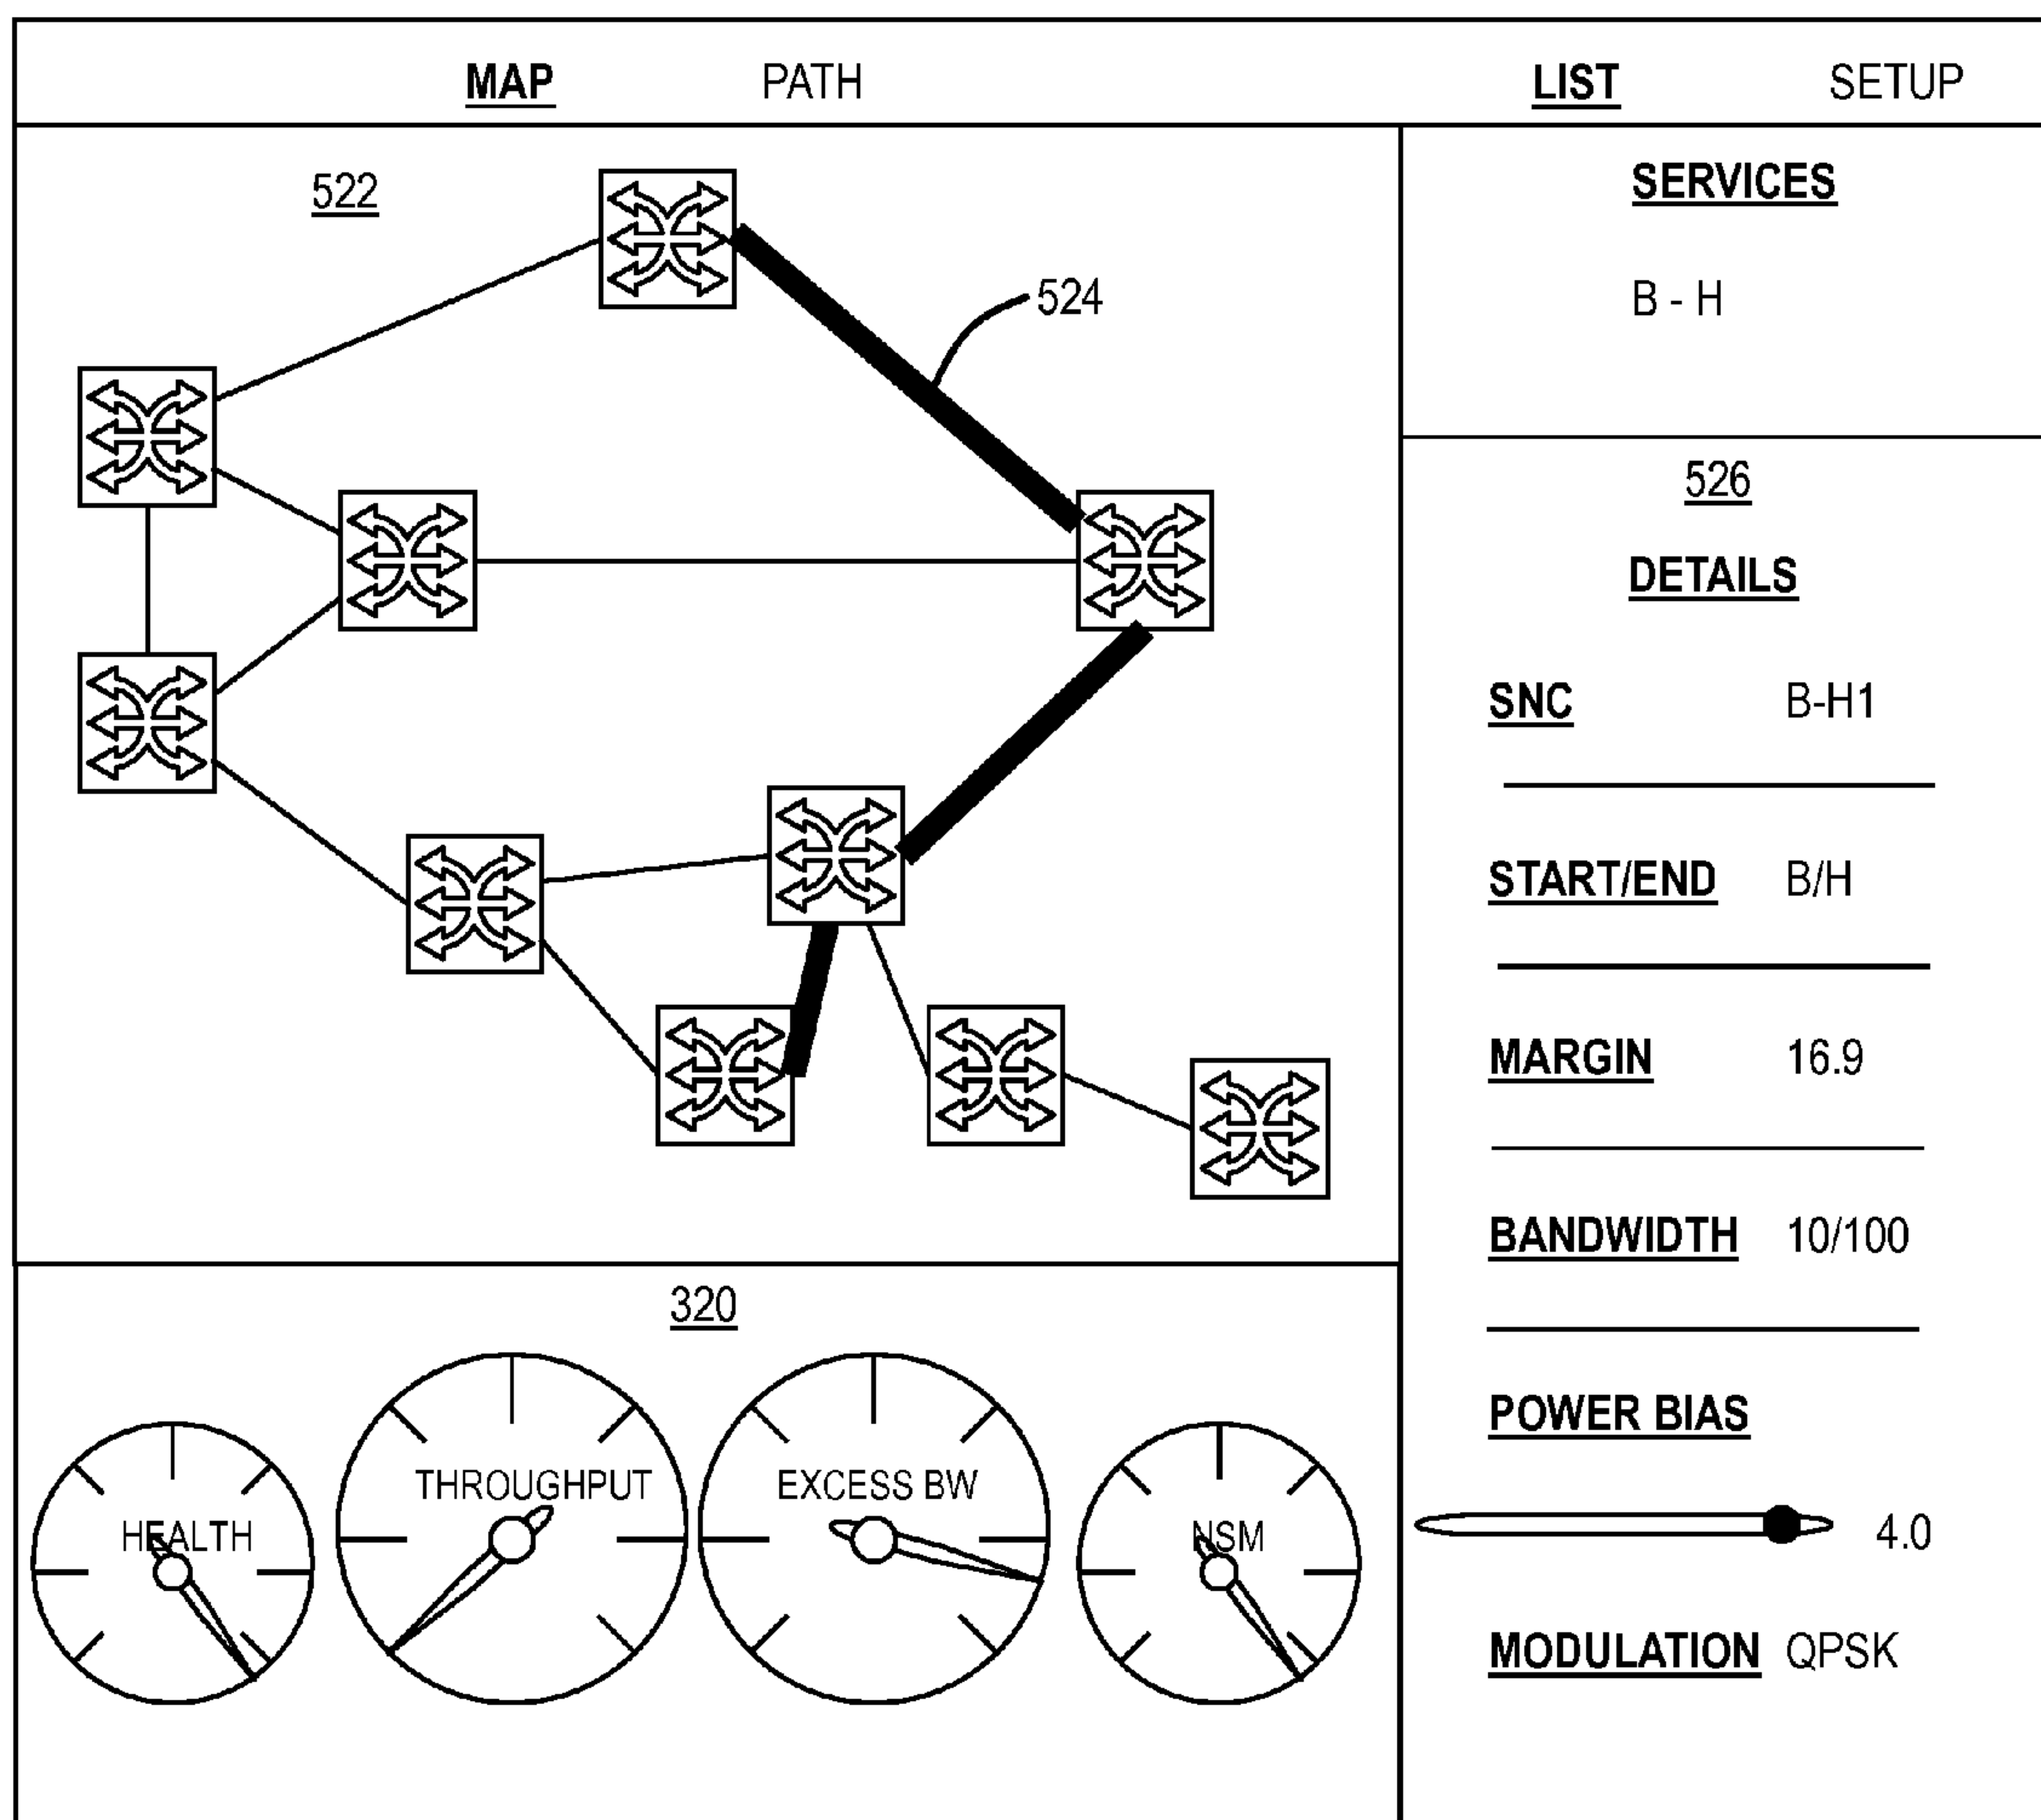 MAP PATH LIST SETUP
522
524
SERVICES
B - H
526
DETAILS
SNC B-H1
START/END B/H
MARGIN 16.9
BANDWIDTH 10/100
POWER BIAS
4.0
MODULATION QPSK
320
HEALTH
THROUGHPUT
EXCESS BW
NSM